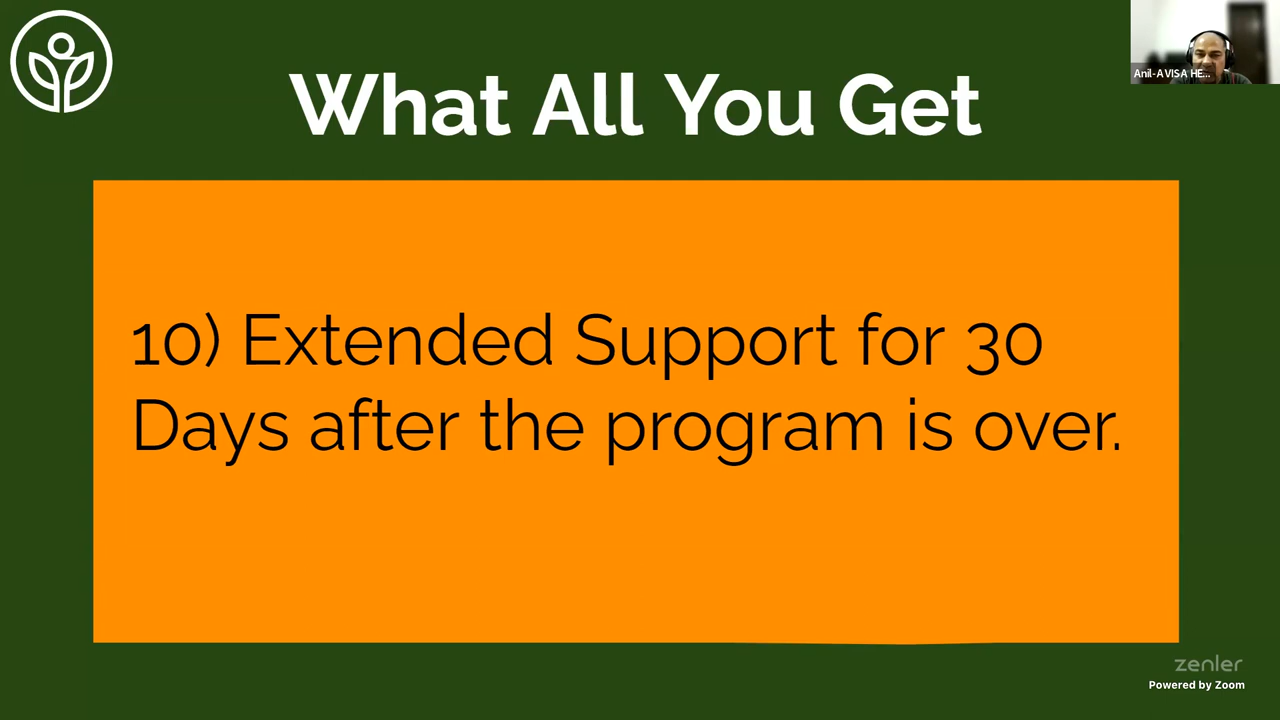 What All You Get
Anil-AVISA HE...
10) Extended Support for 30
Days after the program is over.
zenler
Powered by Zoom